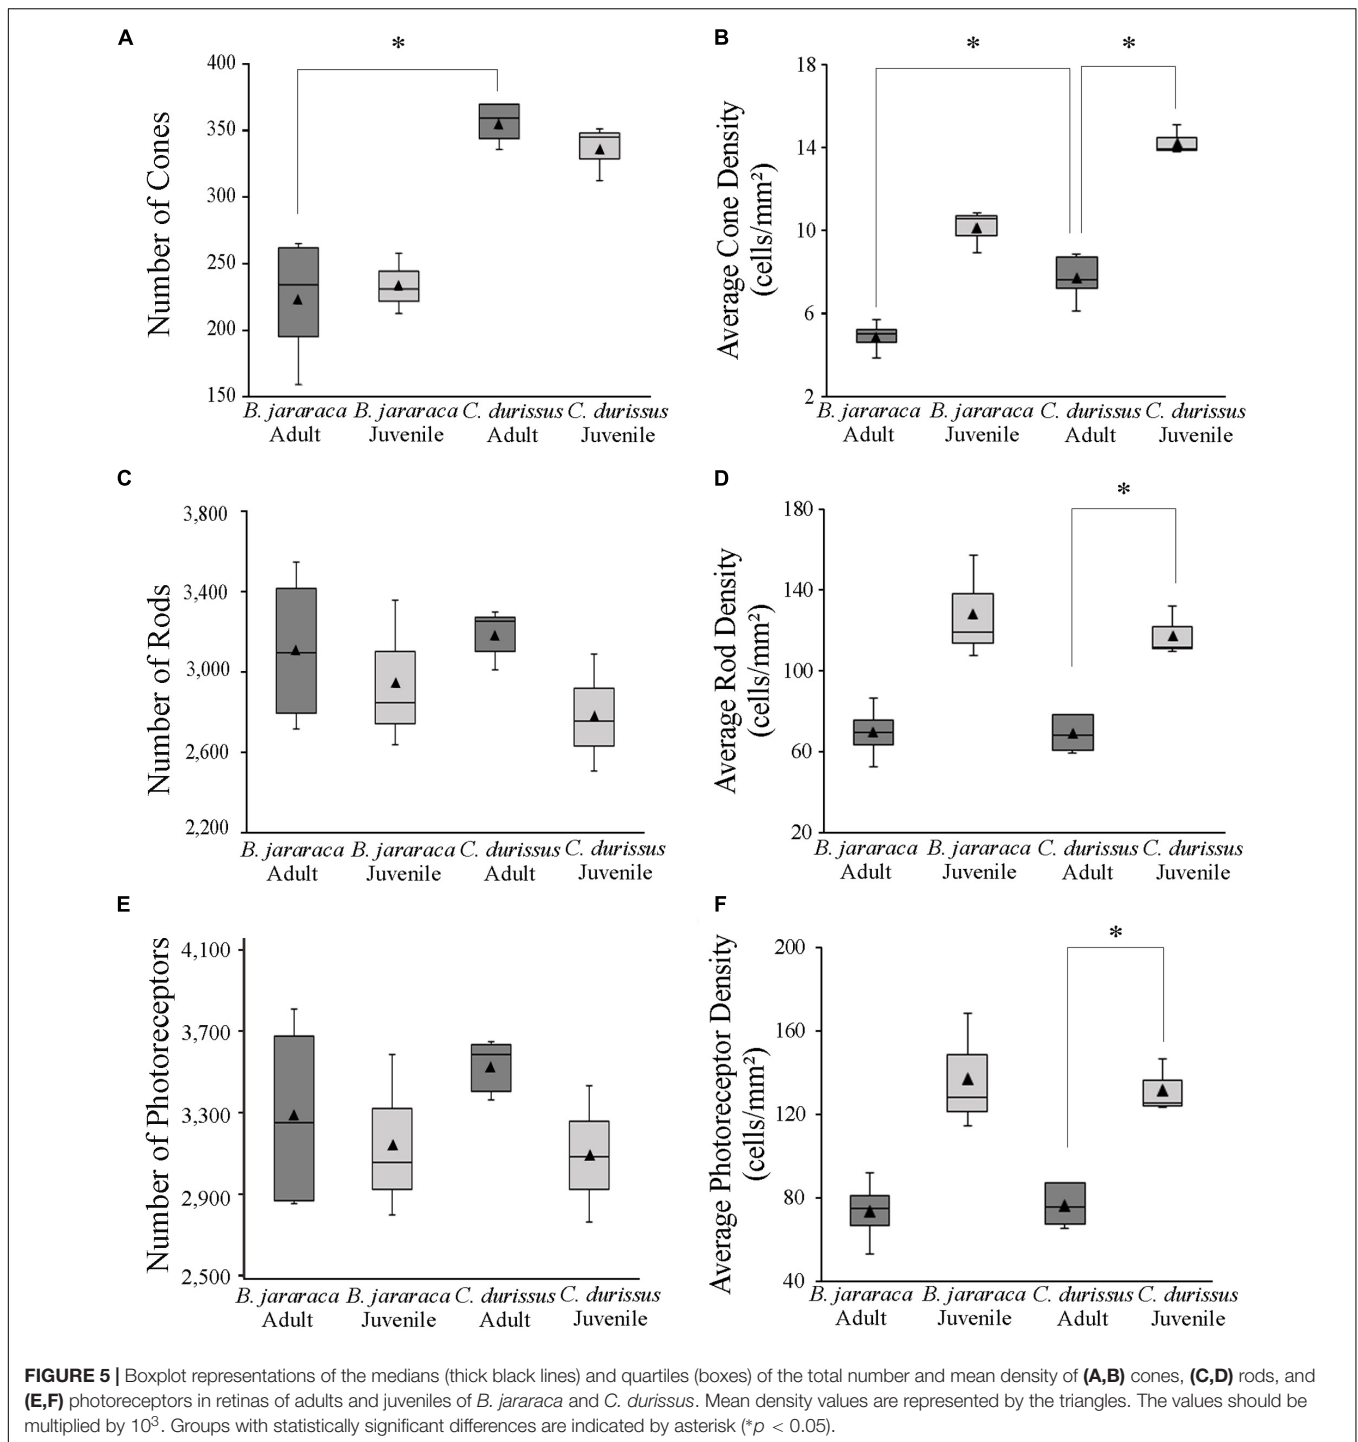 A
*
400
350
300
250
200
150
Number of Cones
B. jararaca B. jararaca C. durissus C. durissus
Adult Juvenile Adult Juvenile
B
* *
18
14
10
6
2
Average Cone Density
(cells/mm²)
B. jararaca B. jararaca C. durissus C. durissus
Adult Juvenile Adult Juvenile
C
3,800
3,400
3,000
2,600
2,200
Number of Rods
B. jararaca B. jararaca C. durissus C. durissus
Adult Juvenile Adult Juvenile
D
*
180
140
100
60
20
Average Rod Density
(cells/mm²)
B. jararaca B. jararaca C. durissus C. durissus
Adult Juvenile Adult Juvenile
E
4,100
3,700
3,300
2,900
2,500
Number of Photoreceptors
B. jararaca B. jararaca C. durissus C. durissus
Adult Juvenile Adult Juvenile
F
*
200
160
120
80
40
Average Photoreceptor Density
(cells/mm²)
B. jararaca B. jararaca C. durissus C. durissus
Adult Juvenile Adult Juvenile
FIGURE 5 | Boxplot representations of the medians (thick black lines) and quartiles (boxes) of the total number and mean density of (A,B) cones, (C,D) rods, and
(E,F) photoreceptors in retinas of adults and juveniles of B. jararaca and C. durissus. Mean density values are represented by the triangles. The values should be
multiplied by 10³. Groups with statistically significant differences are indicated by asterisk (*p < 0.05).